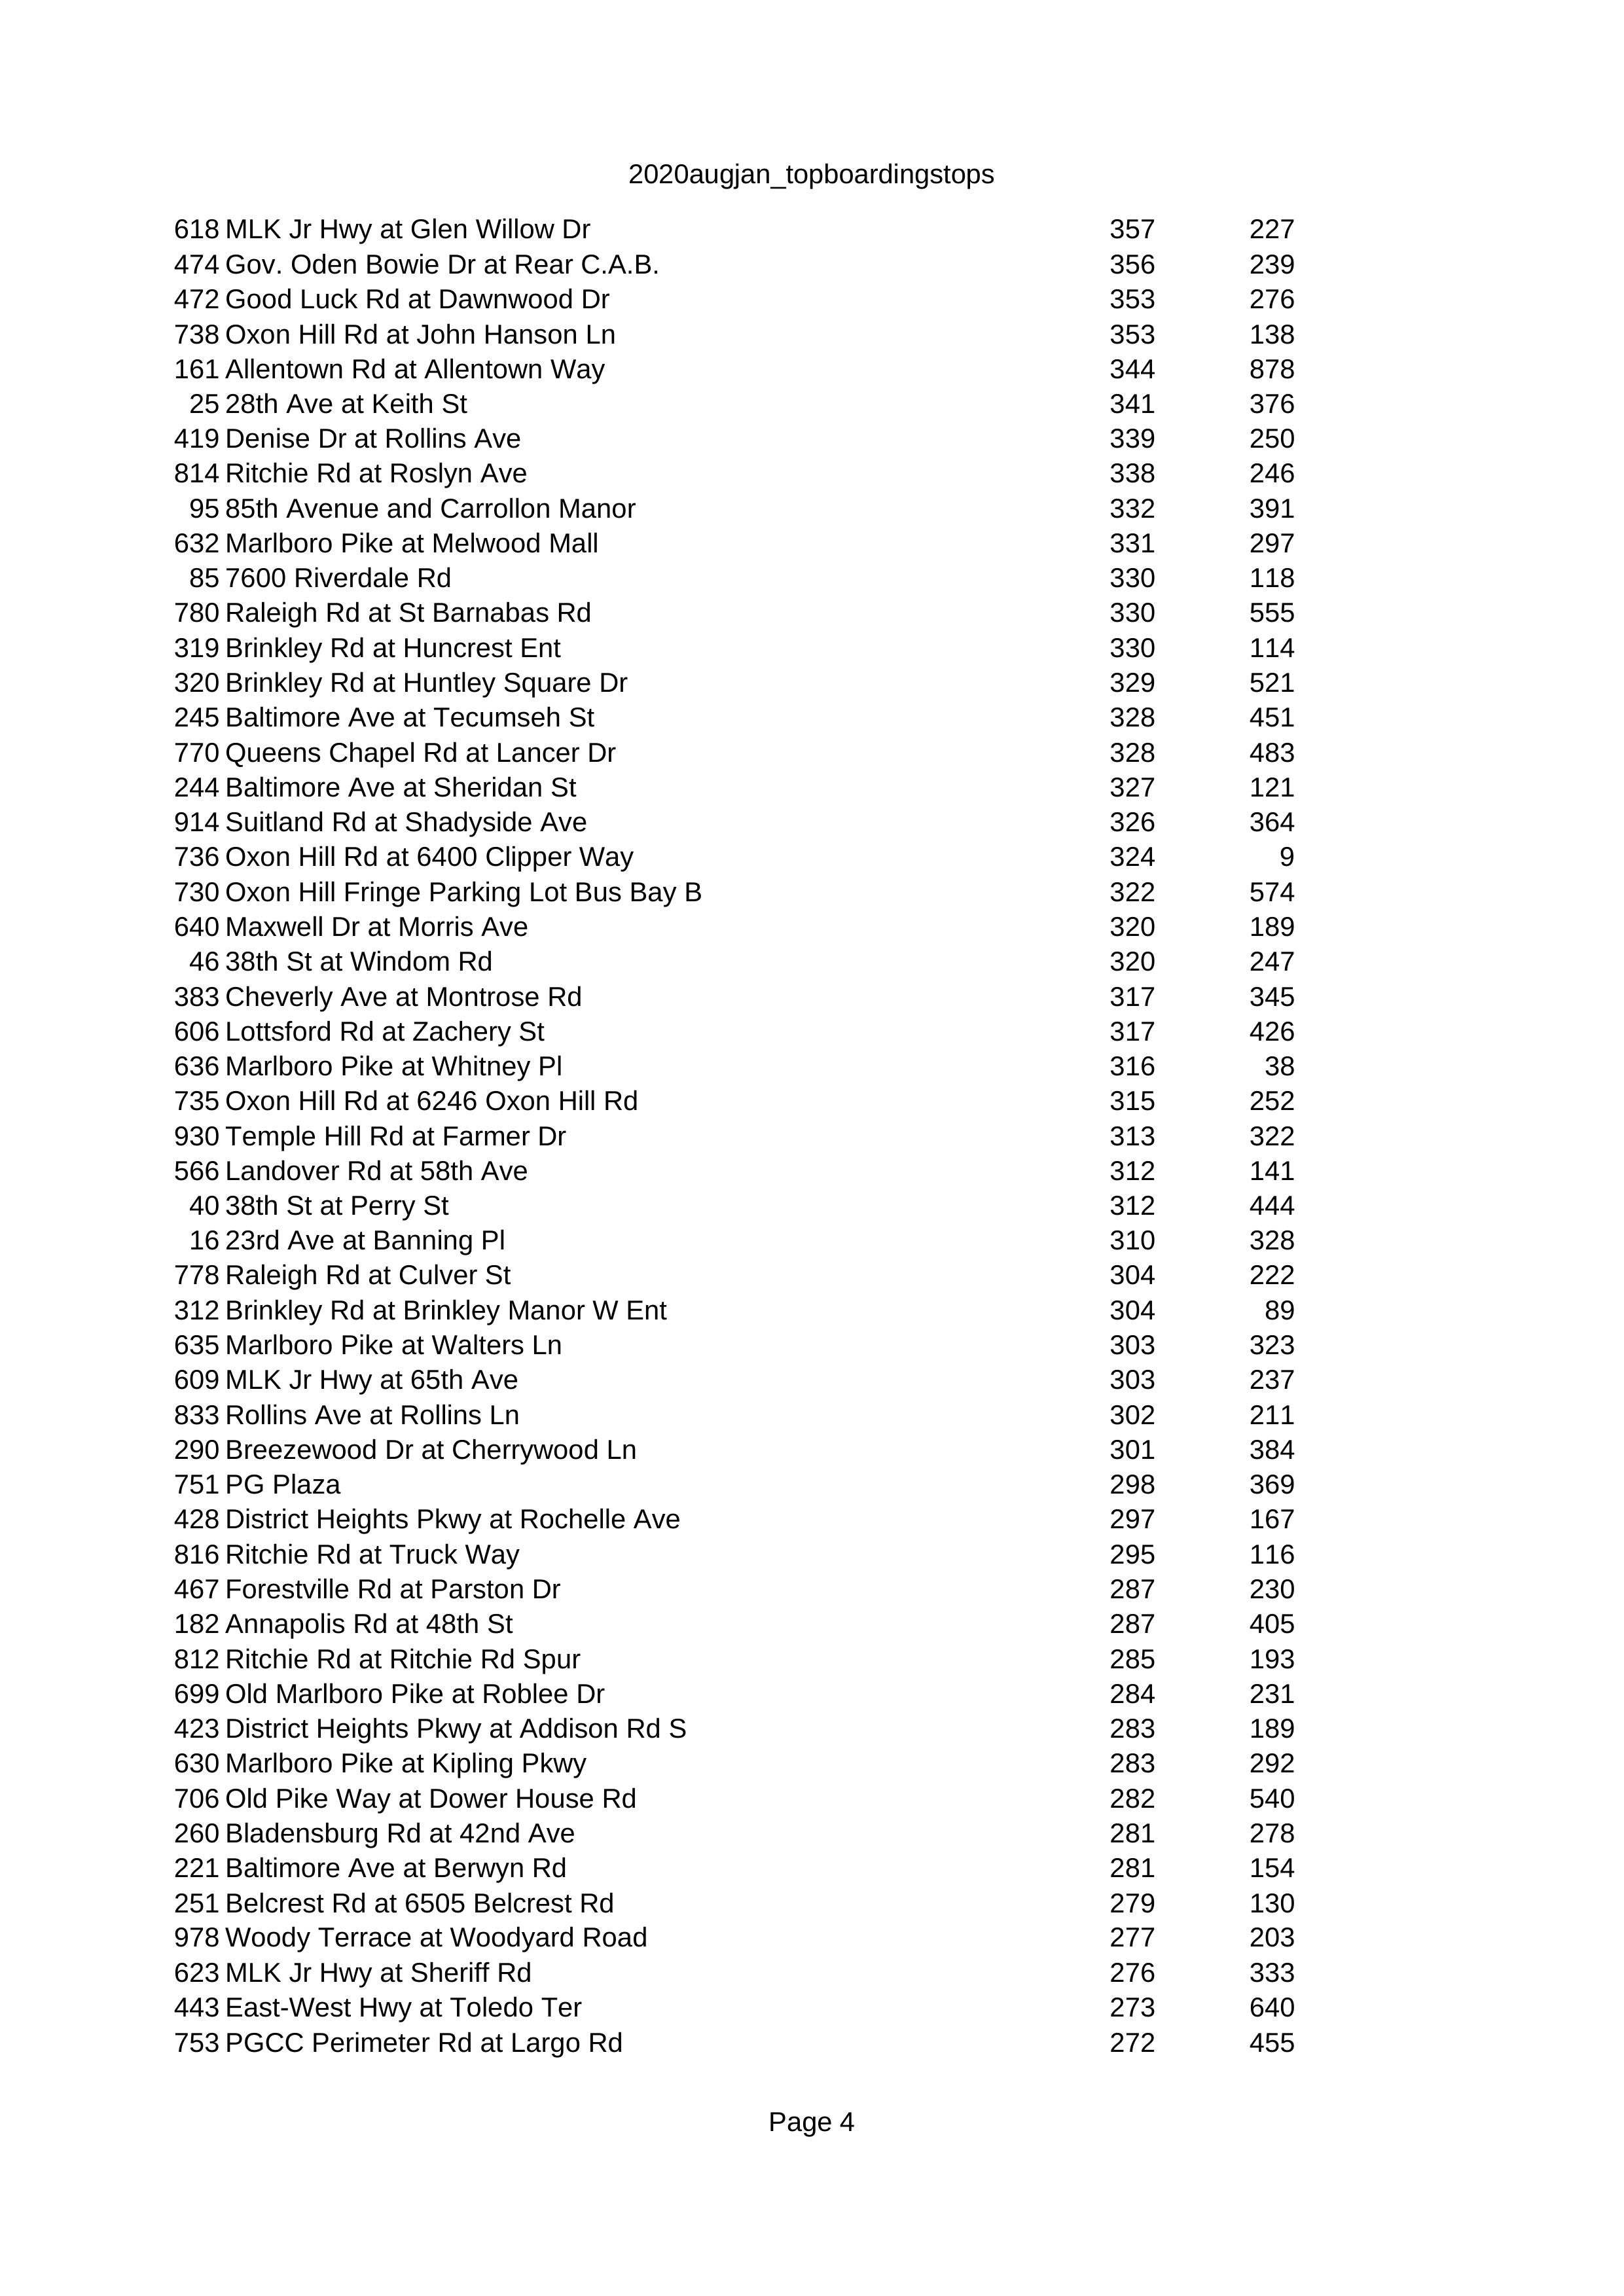 2020augjan_topboardingstops
618 MLK Jr Hwy at Glen Willow Dr 357 227
474 Gov. Oden Bowie Dr at Rear C.A.B. 356 239
472 Good Luck Rd at Dawnwood Dr 353 276
738 Oxon Hill Rd at John Hanson Ln 353 138
161 Allentown Rd at Allentown Way 344 878
25 28th Ave at Keith St 341 376
419 Denise Dr at Rollins Ave 339 250
814 Ritchie Rd at Roslyn Ave 338 246
95 85th Avenue and Carrollon Manor 332 391
632 Marlboro Pike at Melwood Mall 331 297
85 7600 Riverdale Rd 330 118
780 Raleigh Rd at St Barnabas Rd 330 555
319 Brinkley Rd at Huncrest Ent 330 114
320 Brinkley Rd at Huntley Square Dr 329 521
245 Baltimore Ave at Tecumseh St 328 451
770 Queens Chapel Rd at Lancer Dr 328 483
244 Baltimore Ave at Sheridan St 327 121
914 Suitland Rd at Shadyside Ave 326 364
736 Oxon Hill Rd at 6400 Clipper Way 324 9
730 Oxon Hill Fringe Parking Lot Bus Bay B 322 574
640 Maxwell Dr at Morris Ave 320 189
46 38th St at Windom Rd 320 247
383 Cheverly Ave at Montrose Rd 317 345
606 Lottsford Rd at Zachery St 317 426
636 Marlboro Pike at Whitney Pl 316 38
735 Oxon Hill Rd at 6246 Oxon Hill Rd 315 252
930 Temple Hill Rd at Farmer Dr 313 322
566 Landover Rd at 58th Ave 312 141
40 38th St at Perry St 312 444
16 23rd Ave at Banning Pl 310 328
778 Raleigh Rd at Culver St 304 222
312 Brinkley Rd at Brinkley Manor W Ent 304 89
635 Marlboro Pike at Walters Ln 303 323
609 MLK Jr Hwy at 65th Ave 303 237
833 Rollins Ave at Rollins Ln 302 211
290 Breezewood Dr at Cherrywood Ln 301 384
751 PG Plaza 298 369
428 District Heights Pkwy at Rochelle Ave 297 167
816 Ritchie Rd at Truck Way 295 116
467 Forestville Rd at Parston Dr 287 230
182 Annapolis Rd at 48th St 287 405
812 Ritchie Rd at Ritchie Rd Spur 285 193
699 Old Marlboro Pike at Roblee Dr 284 231
423 District Heights Pkwy at Addison Rd S 283 189
630 Marlboro Pike at Kipling Pkwy 283 292
706 Old Pike Way at Dower House Rd 282 540
260 Bladensburg Rd at 42nd Ave 281 278
221 Baltimore Ave at Berwyn Rd 281 154
251 Belcrest Rd at 6505 Belcrest Rd 279 130
978 Woody Terrace at Woodyard Road 277 203
623 MLK Jr Hwy at Sheriff Rd 276 333
443 East-West Hwy at Toledo Ter 273 640
753 PGCC Perimeter Rd at Largo Rd 272 455
Page 4